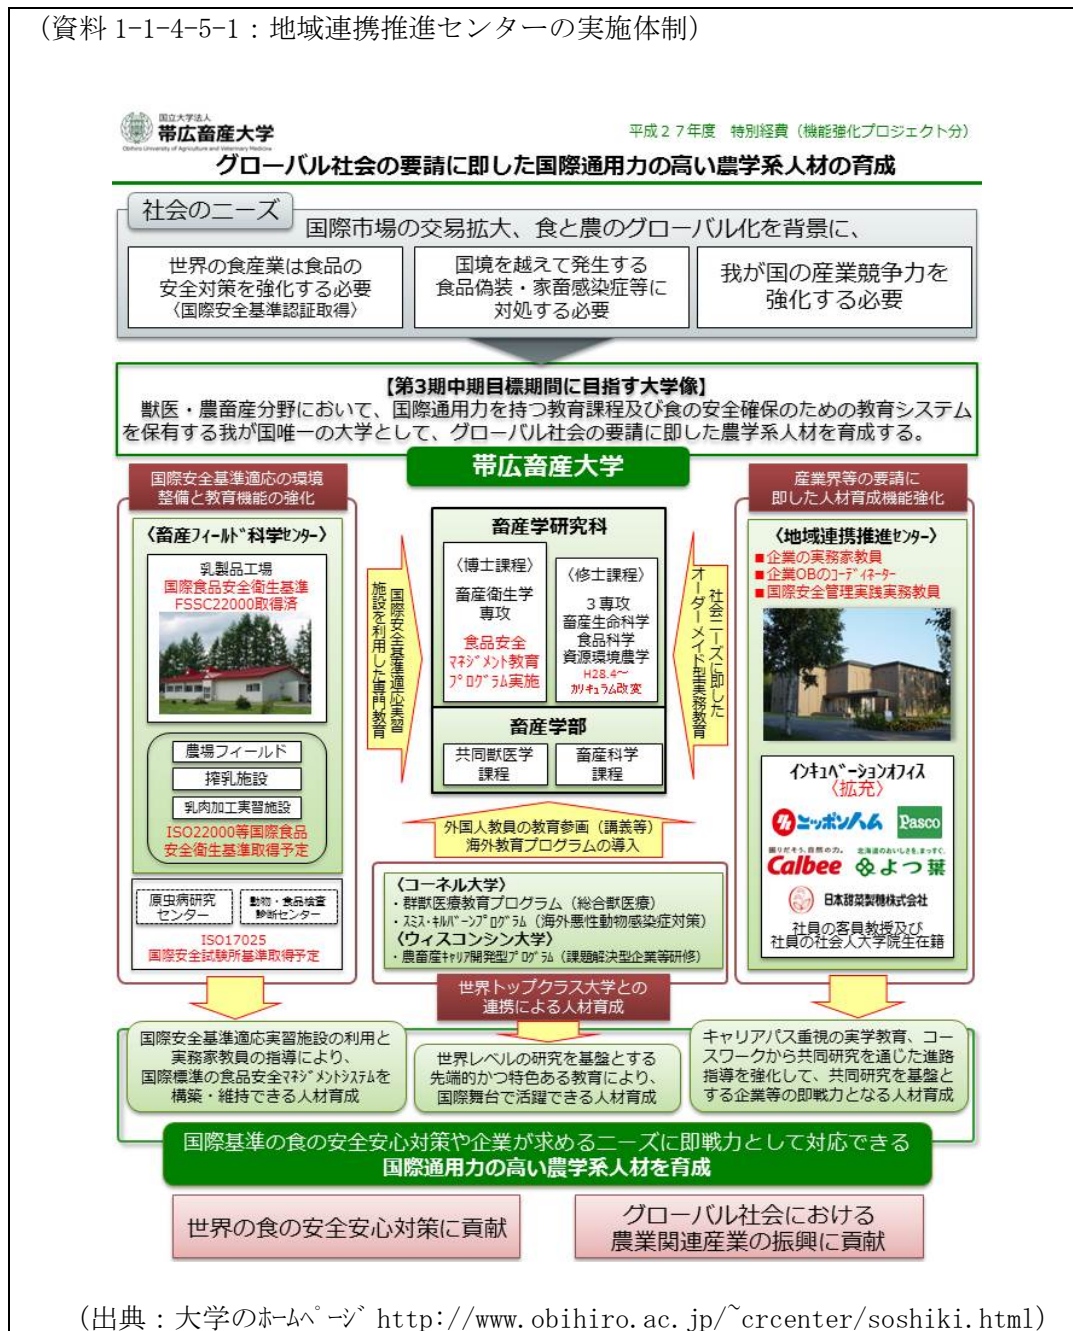 (資料 1-1-4-5-1：地域連携推進センターの実施体制)
国立大学法人
帯広畜産大学
Obihiro University of Agriculture and Veterinary Medicine
平成２７年度 特別経費（機能強化プロジェクト分）
グローバル社会の要請に即した国際通用力の高い農学系人材の育成
社会のニーズ
国際市場の交易拡大、食と農のグローバル化を背景に、
世界の食産業は食品の
安全対策を強化する必要
〈国際安全基準認証取得〉
国境を越えて発生する
食品偽装・家畜感染症等に
対処する必要
我が国の産業競争力を
強化する必要
【第3期中期目標期間に目指す大学像】
獣医・農畜産分野において、国際通用力を持つ教育課程及び食の安全確保のための教育システム
を保有する我が国唯一の大学として、グローバル社会の要請に即した農学系人材を育成する。
帯広畜産大学
国際安全基準適応の環境
整備と教育機能の強化
〈畜産フィールド科学センター〉
乳製品工場
国際食品安全衛生基準
FSSC22000取得済
農場フィールド
搾乳施設
乳肉加工実習施設
ISO22000等国際食品
安全衛生基準取得予定
原虫病研究
センター
動物・食品検査
診断センター
ISO17025
国際安全試験所基準取得予定
国際安全基準適応実習
施設を利用した専門教育
畜産学研究科
〈博士課程〉
畜産衛生学
専攻
食品安全
マネジメント教育
プログラム実施
〈修士課程〉
３専攻
畜産生命科学
食品科学
資源環境農学
H28.4～
カリキュラム改変
畜産学部
共同獣医学
課程
畜産科学
課程
社会ニーズに即した
オーダーメイド型実務教育
産業界等の要請に
即した人材育成機能強化
〈地域連携推進センター〉
■企業の実務家教員
■企業OBのコーディネーター
■国際安全管理実践実務教員
インキュベーションオフィス
〈拡充〉
ニッポンハム
Pasco
掘りだそう、自然の力。
Calbee
北海道のおいしさを、まっすぐ。
よつ葉
日本甜菜製糖株式会社
社員の客員教授及び
社員の社会人大学院生在籍
外国人教員の教育参画（講義等）
海外教育プログラムの導入
〈コーネル大学〉
・群獣医療教育プログラム（総合獣医療）
・スミス・キルバーンプログラム（海外悪性動物感染症対策）
〈ウィスコンシン大学〉
・農畜産キャリア開発型プログラム（課題解決型企業等研修）
世界トップクラス大学との
連携による人材育成
国際安全基準適応実習施設の利用と
実務家教員の指導により、
国際標準の食品安全マネジメントシステムを
構築・維持できる人材育成
世界レベルの研究を基盤とする
先端的かつ特色ある教育により、
国際舞台で活躍できる人材育成
キャリアパス重視の実学教育、コー
スワークから共同研究を通じた進路
指導を強化して、共同研究を基盤と
する企業等の即戦力となる人材育成
国際基準の食の安全安心対策や企業が求めるニーズに即戦力として対応できる
国際通用力の高い農学系人材を育成
世界の食の安全安心対策に貢献
グローバル社会における
農業関連産業の振興に貢献
(出典：大学のﾎｰﾑﾍﾟｰｼﾞ http://www.obihiro.ac.jp/~crcenter/soshiki.html)